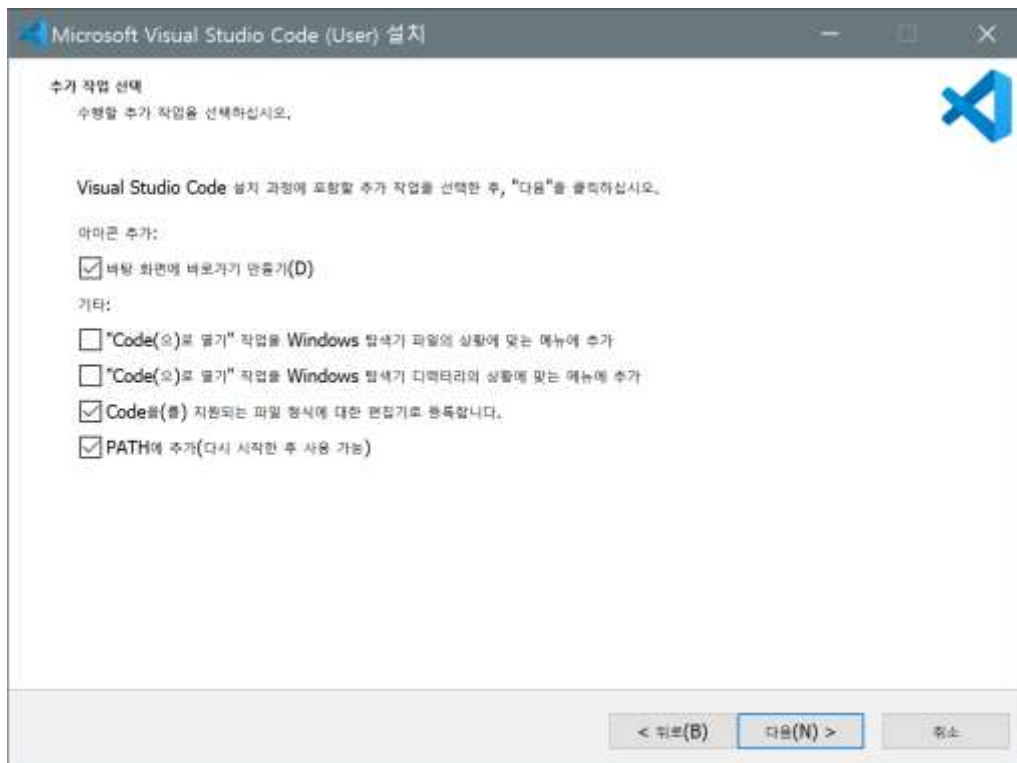 Microsoft Visual Studio Code (User) 설치
추가 작업 선택
수행할 추가 작업을 선택하십시오.
Visual Studio Code 설치 과정에 포함할 추가 작업을 선택한 후, "다음"을 클릭하십시오.
아이콘 추가:
바탕 화면에 바로가기 만들기(D)
기타:
"Code(으)로 열기" 작업을 Windows 탐색기 파일의 상황에 맞는 메뉴에 추가
"Code(으)로 열기" 작업을 Windows 탐색기 디렉터리의 상황에 맞는 메뉴에 추가
Code을(를) 지원되는 파일 형식에 대한 편집기로 등록합니다.
PATH에 추가(다시 시작한 후 사용 가능)
< 뒤로(B) 다음(N) > 취소